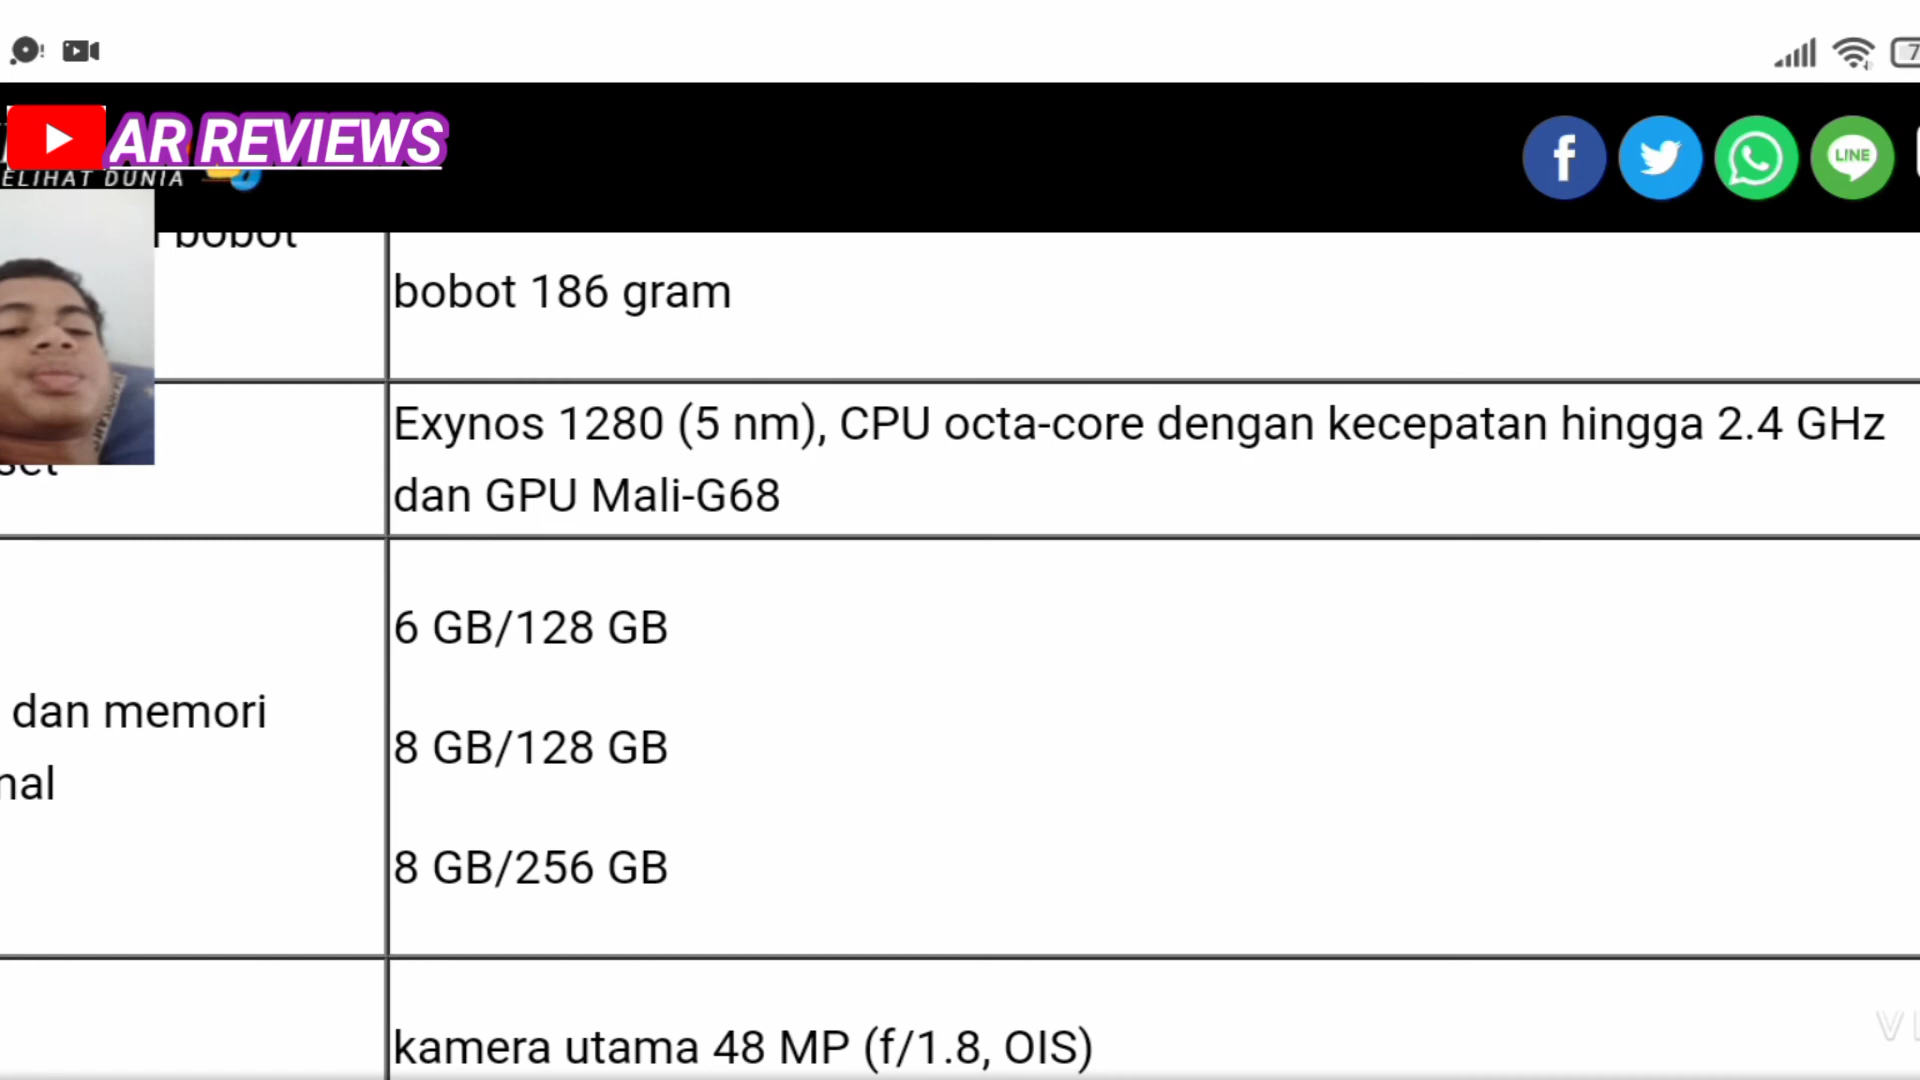 AR REVIEWS
ELIHAT DUNIA
LINE
bobot
bobot 186 gram
Exynos 1280 (5 nm), CPU octa-core dengan kecepatan hingga 2.4 GHz
dan GPU Mali-G68
dan memori
nal
6 GB/128 GB
8 GB/128 GB
8 GB/256 GB
kamera utama 48 MP (f/1.8, OIS)